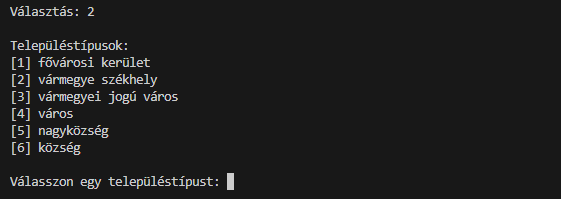 Választás: 2
Településtípusok:
[1] fővárosi kerület
[2] vármegye székhely
[3] vármegyei jogú város
[4] város
[5] nagyközség
[6] község
Válasszon egy településtípust: